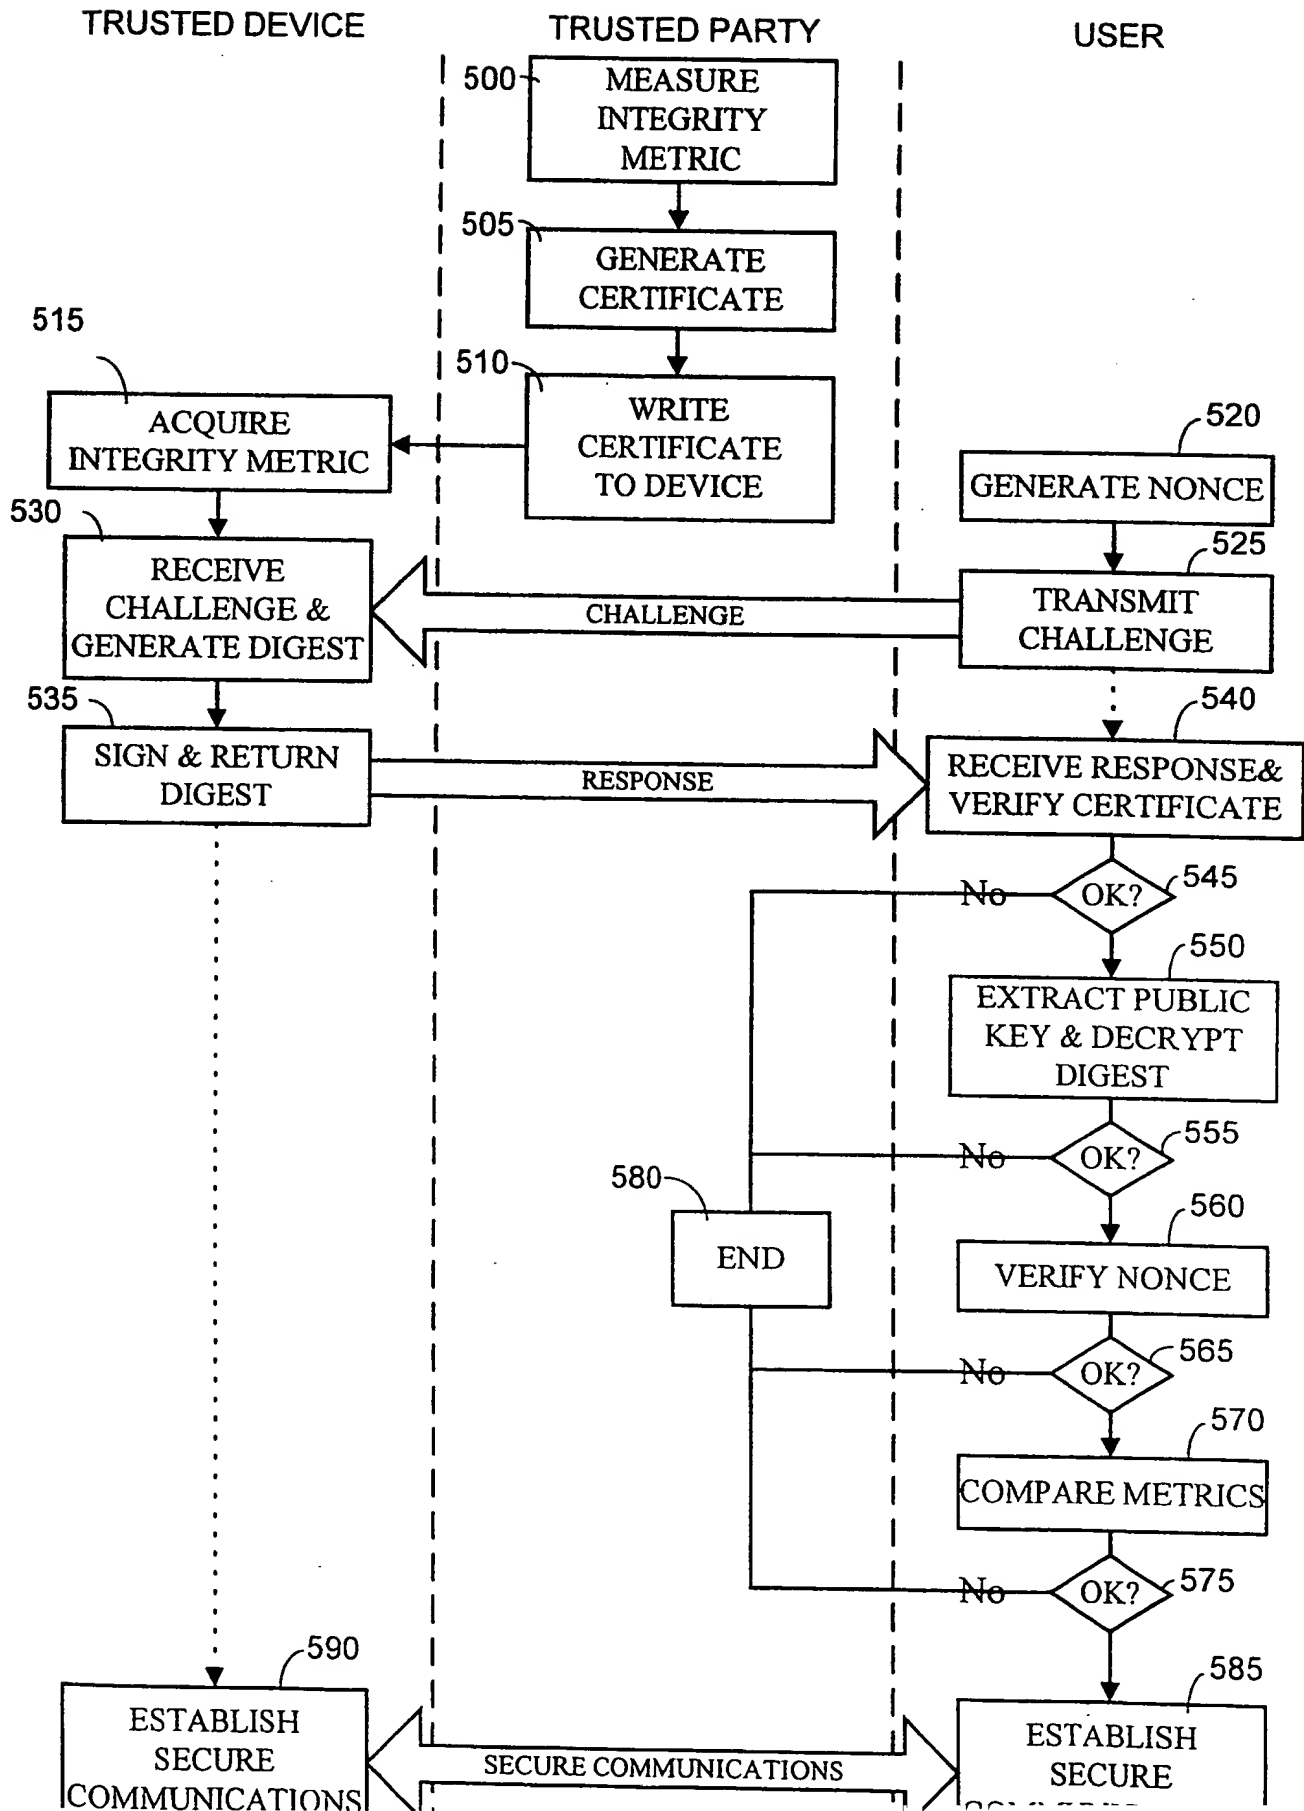 TRUSTED DEVICE
TRUSTED PARTY
USER
500
MEASURE
INTEGRITY
METRIC
505
GENERATE
CERTIFICATE
510
WRITE
CERTIFICATE
TO DEVICE
515
ACQUIRE
INTEGRITY METRIC
520
GENERATE NONCE
525
TRANSMIT
CHALLENGE
CHALLENGE
530
RECEIVE
CHALLENGE &
GENERATE DIGEST
535
SIGN & RETURN
DIGEST
RESPONSE
540
RECEIVE RESPONSE&
VERIFY CERTIFICATE
545
OK?
No
550
EXTRACT PUBLIC
KEY & DECRYPT
DIGEST
555
OK?
No
580
END
560
VERIFY NONCE
565
OK?
No
570
COMPARE METRICS
575
OK?
No
590
ESTABLISH
SECURE
COMMUNICATIONS
SECURE COMMUNICATIONS
585
ESTABLISH
SECURE